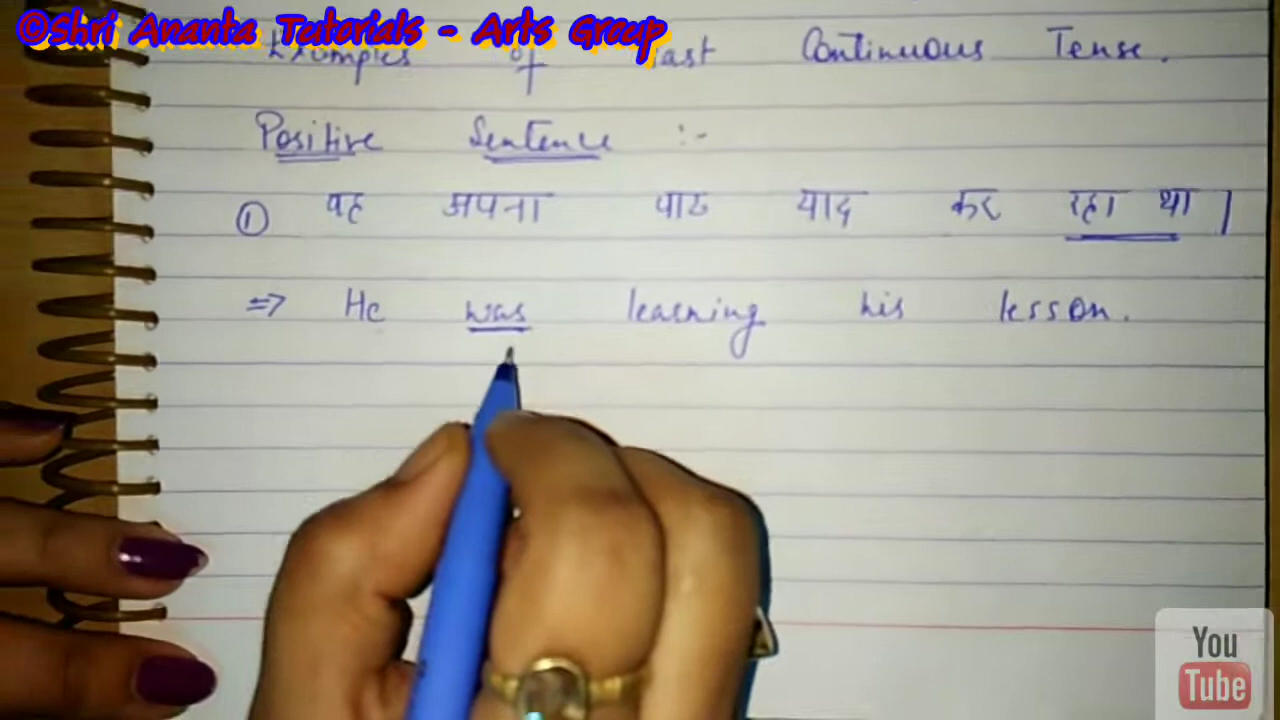 ©Shri Ananta Tutorials - Arts Group
Examples of Past Continuous Tense.
Positive Sentence :-
① वह अपना पाठ याद कर रहा था |
=> He was learning his lesson.
You
Tube